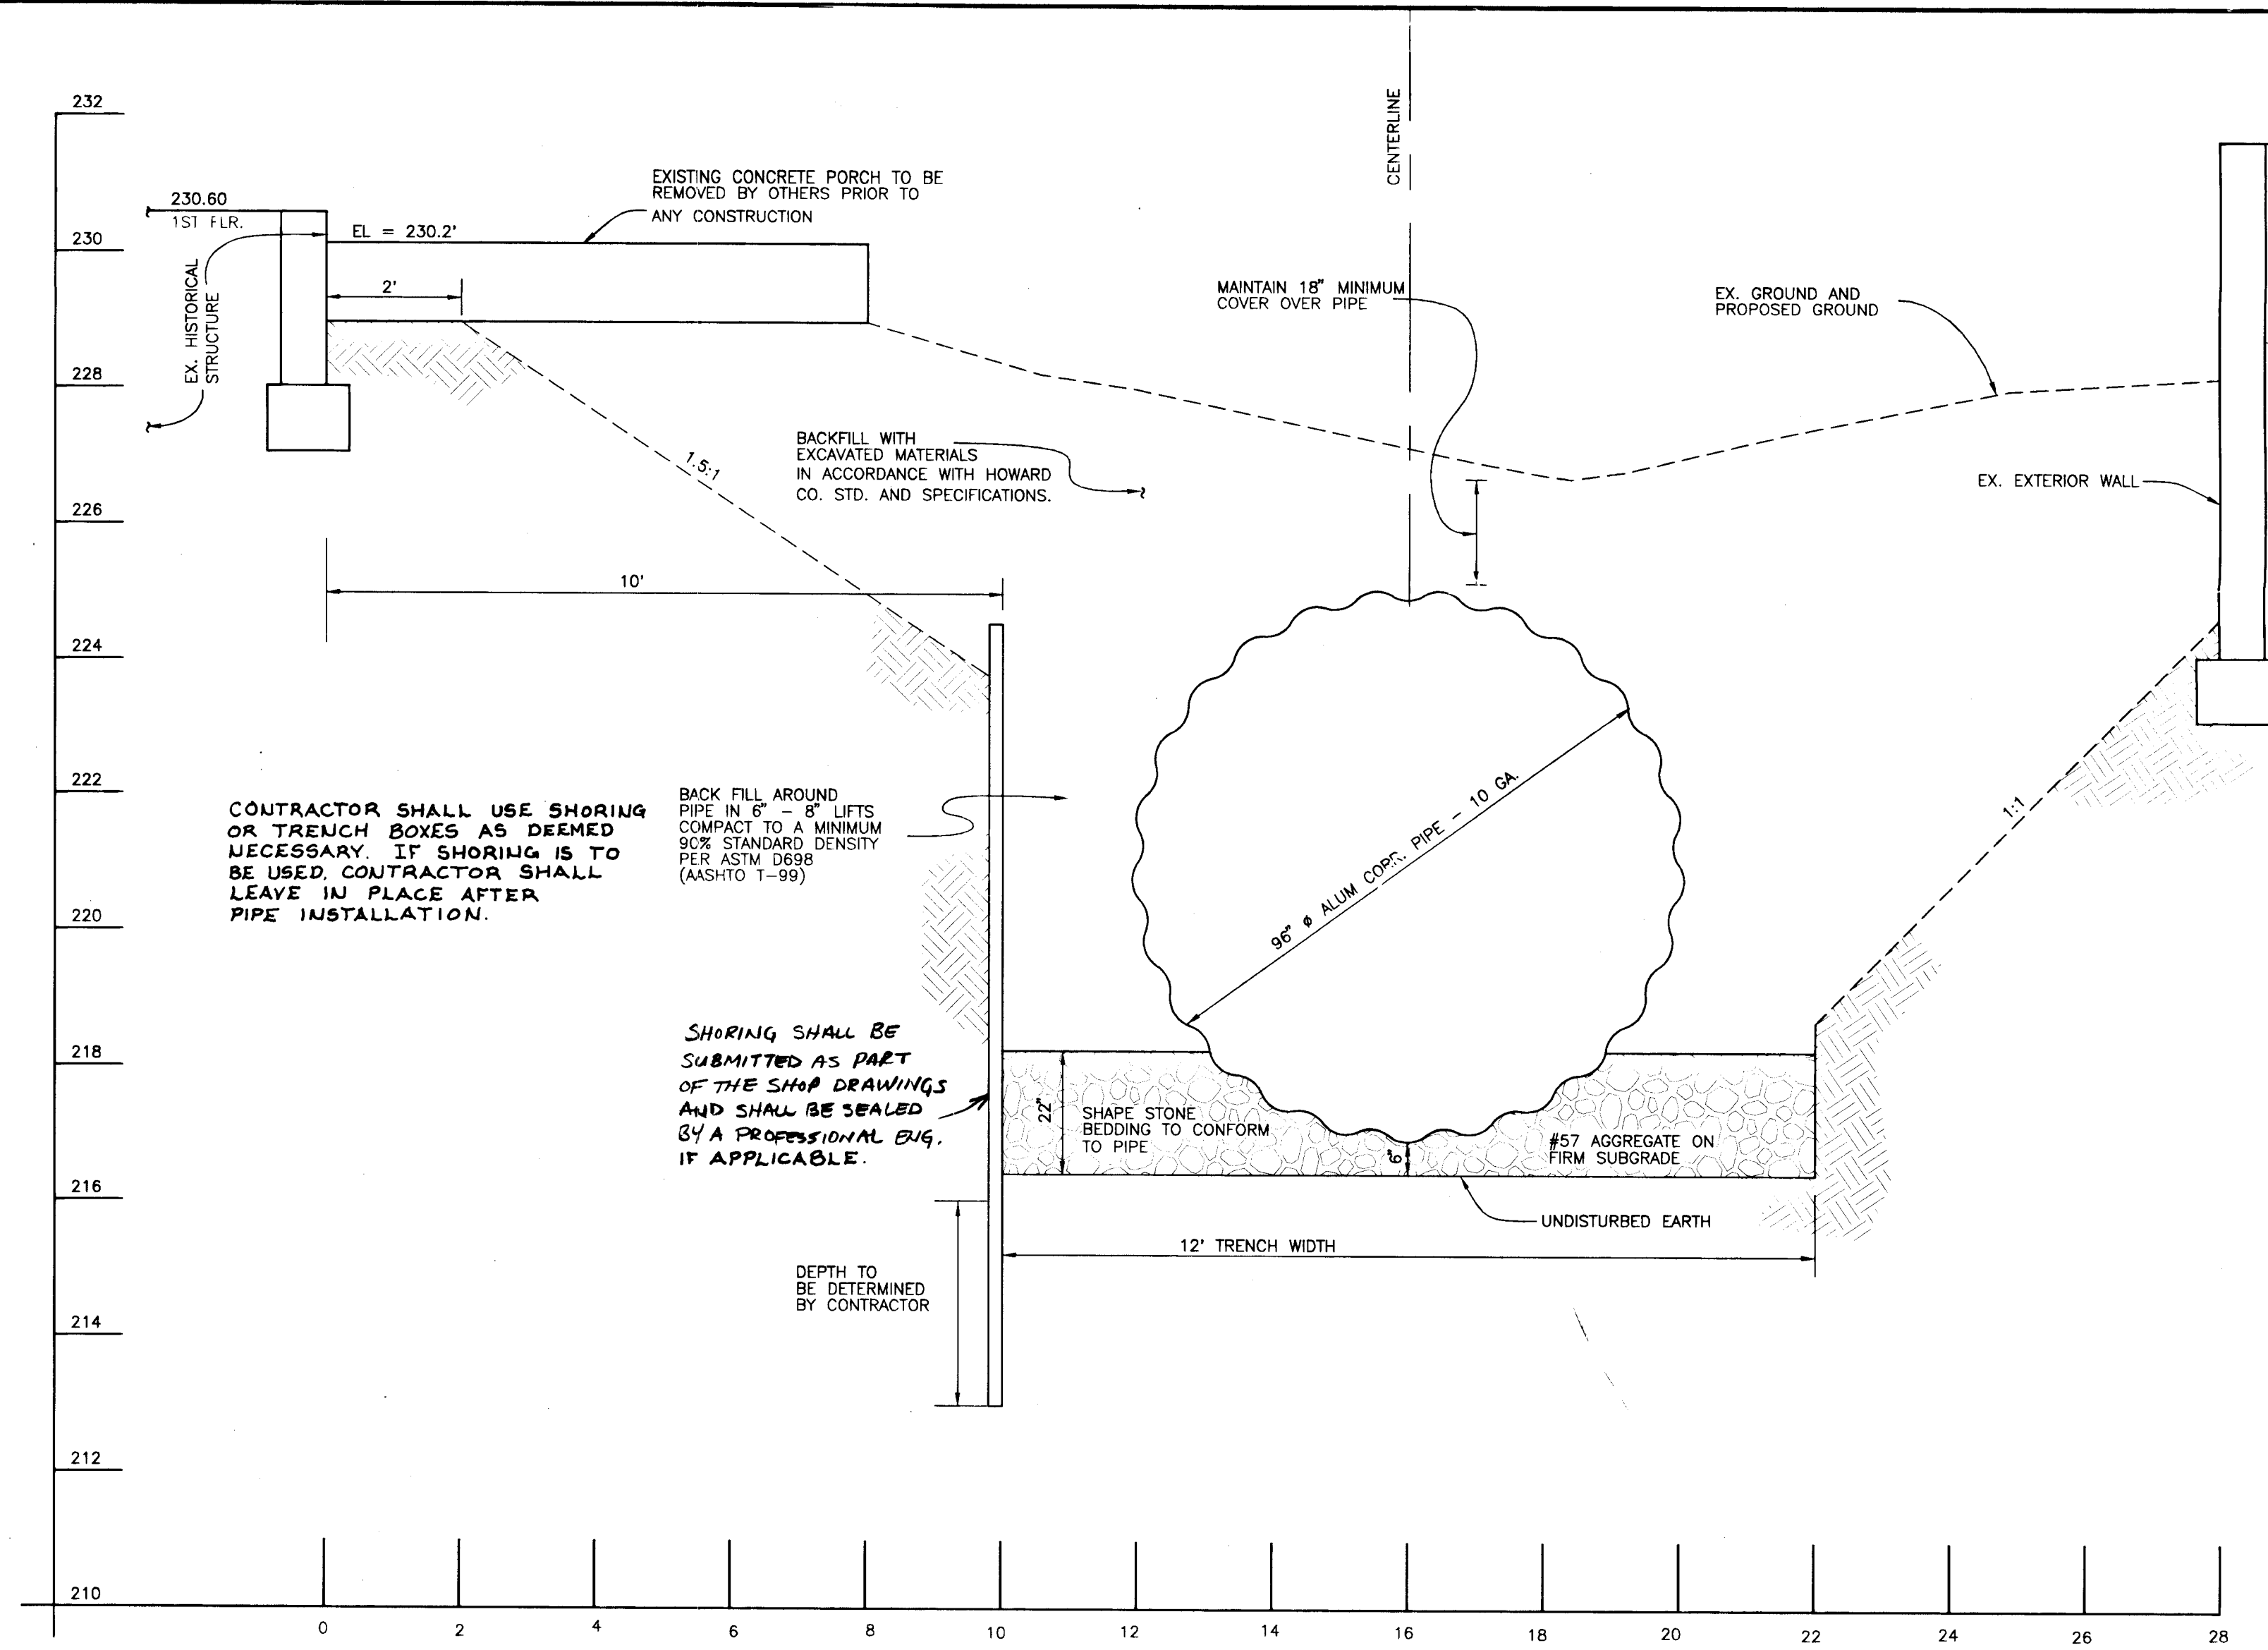 232
230
228
226
224
222
220
218
216
214
212
210
0
2
4
6
8
10
12
14
16
18
20
22
24
26
28
CENTERLINE
230.60
1ST FLR.
EX. HISTORICAL
STRUCTURE
EL = 230.2'
2'
EXISTING CONCRETE PORCH TO BE
REMOVED BY OTHERS PRIOR TO
ANY CONSTRUCTION
MAINTAIN 18" MINIMUM
COVER OVER PIPE
EX. GROUND AND
PROPOSED GROUND
1.5:1
BACKFILL WITH
EXCAVATED MATERIALS
IN ACCORDANCE WITH HOWARD
CO. STD. AND SPECIFICATIONS.
EX. EXTERIOR WALL
10'
CONTRACTOR SHALL USE SHORING
OR TRENCH BOXES AS DEEMED
NECESSARY. IF SHORING IS TO
BE USED, CONTRACTOR SHALL
LEAVE IN PLACE AFTER
PIPE INSTALLATION.
BACK FILL AROUND
PIPE IN 6" – 8" LIFTS
COMPACT TO A MINIMUM
90% STANDARD DENSITY
PER ASTM D698
(AASHTO T–99)
96" ø ALUM CORR. PIPE – 10 GA.
1:1
SHORING SHALL BE
SUBMITTED AS PART
OF THE SHOP DRAWINGS
AND SHALL BE SEALED
BY A PROFESSIONAL ENG.
IF APPLICABLE.
22"
SHAPE STONE
BEDDING TO CONFORM
TO PIPE
6"
#57 AGGREGATE ON
FIRM SUBGRADE
UNDISTURBED EARTH
12' TRENCH WIDTH
DEPTH TO
BE DETERMINED
BY CONTRACTOR